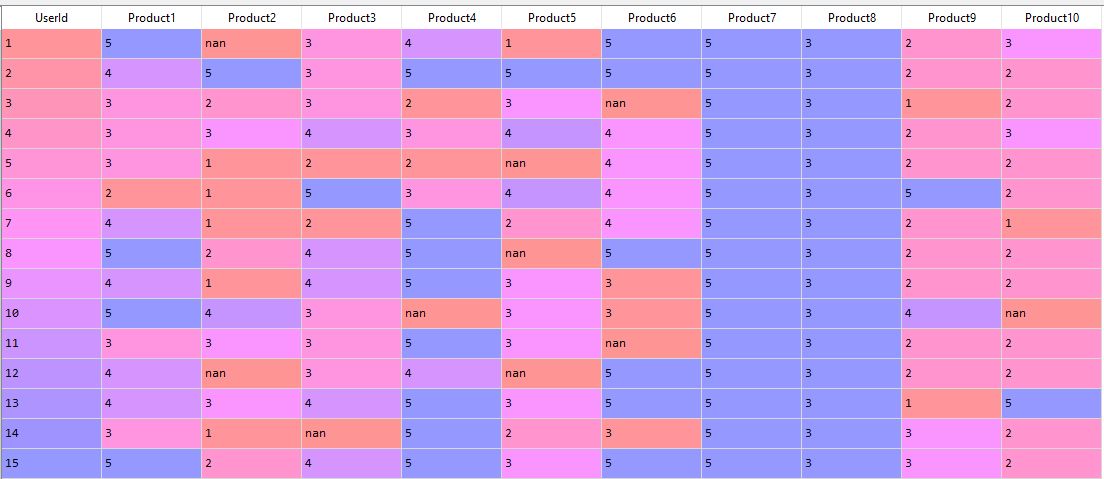 UserId Product1 Product2 Product3 Product4 Product5 Product6 Product7 Product8 Product9 Product10
1 5 nan 3 4 1 5 5 3 2 3
2 4 5 3 5 5 5 5 3 2 2
3 3 2 3 2 3 nan 5 3 1 2
4 3 3 4 3 4 4 5 3 2 3
5 3 1 2 2 nan 4 5 3 2 2
6 2 1 5 3 4 4 5 3 5 2
7 4 1 2 5 2 4 5 3 2 1
8 5 2 4 5 nan 5 5 3 2 2
9 4 1 4 5 3 3 5 3 2 2
10 5 4 3 nan 3 3 5 3 4 nan
11 3 3 3 5 3 nan 5 3 2 2
12 4 nan 3 4 nan 5 5 3 2 2
13 4 3 4 5 3 5 5 3 1 5
14 3 1 nan 5 2 3 5 3 3 2
15 5 2 4 5 3 5 5 3 3 2